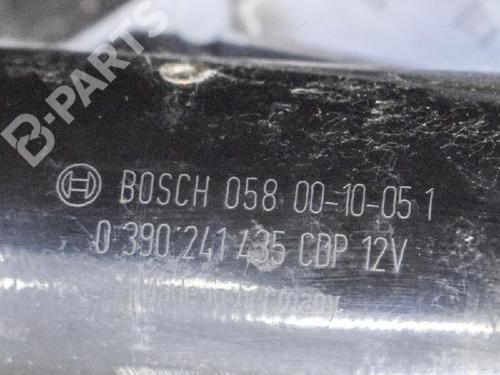 B-PARTS
BOSCH 058 00-10-05 1
0 390 241 435 CBP 12V
Made in Germany